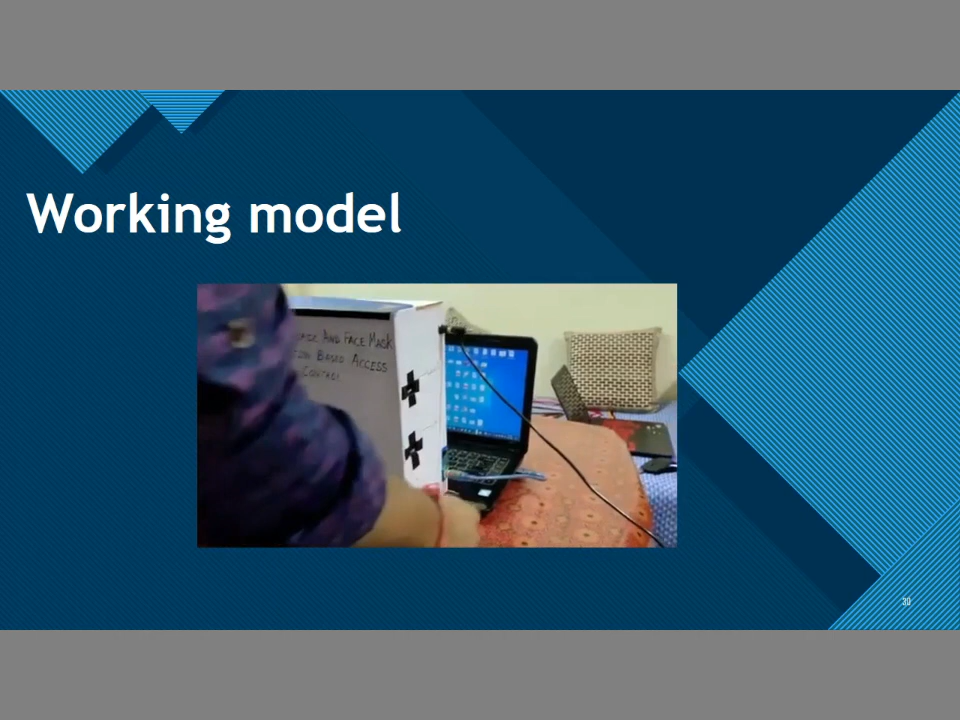 Working model
AND FACE MASK
BASED ACCESS
CONTROL
30